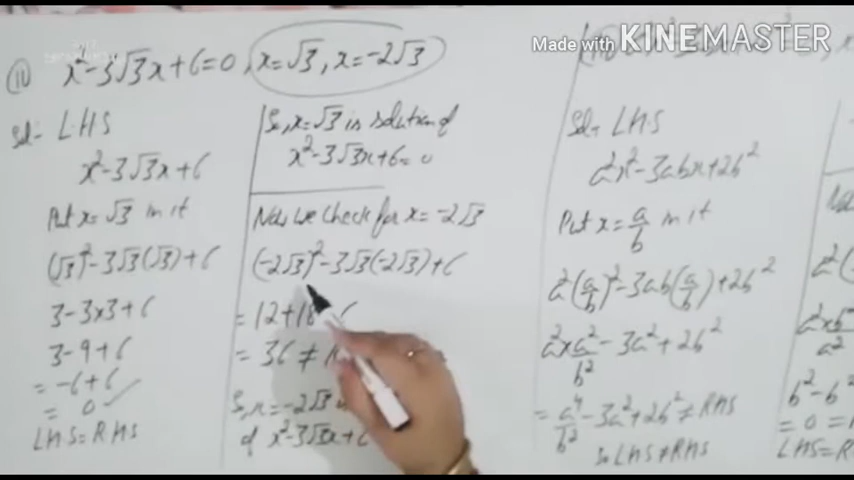 Made with KINEMASTER
(ii) x²-3√3x+6=0, x=√3, x=-2√3
Sol- LHS
x²-3√3x+6
Put x=√3 in it
(√3)²-3√3(√3)+6
3-3x3+6
3-9+6
= -6+6
= 0 ✓
LHS=RHS
So, x=√3 is solution of
x²-3√3x+6=0
Now we check for x=-2√3
(-2√3)²-3√3(-2√3)+6
= 12+18+6
= 36 ≠
So, x=-2√3
of x²-3√3x+6
Sol- LHS
a²x²-3abx+2b²
Put x=a/b in it
a²(a/b)²-3ab(a/b)+2b²
a²xa²/b²-3a²+2b²
= a⁴/b²-3a²+2b²≠RHS
So LHS≠RHS
a²(
a²xb²
a²
b²-b²
= 0 =
LHS=R